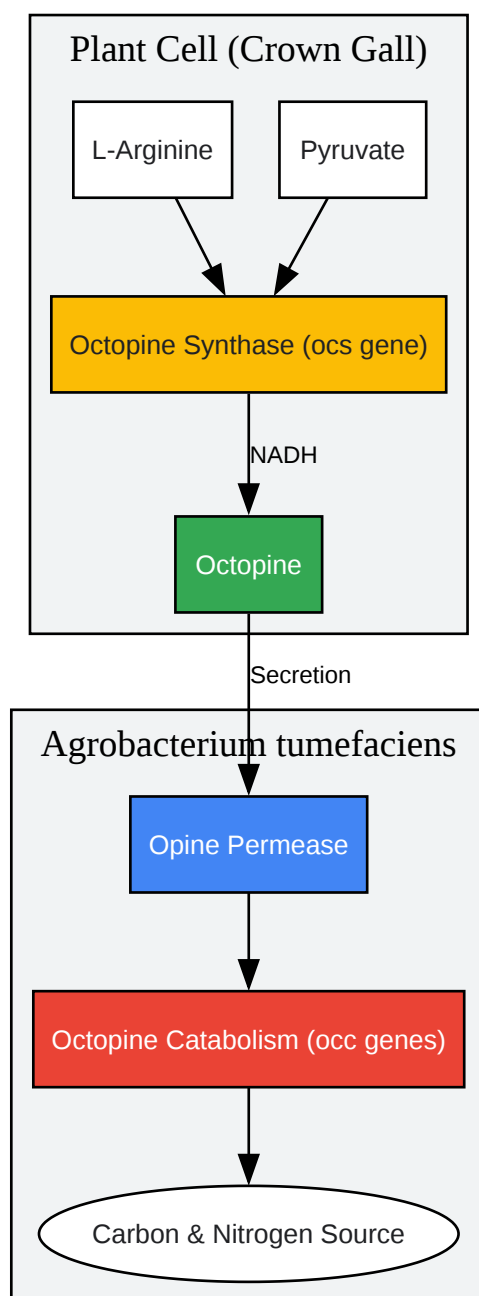 Plant Cell (Crown Gall)
L-Arginine
Pyruvate
Octopine Synthase (ocs gene)
NADH
Octopine
Secretion
Agrobacterium tumefaciens
Opine Permease
Octopine Catabolism (occ genes)
Carbon & Nitrogen Source